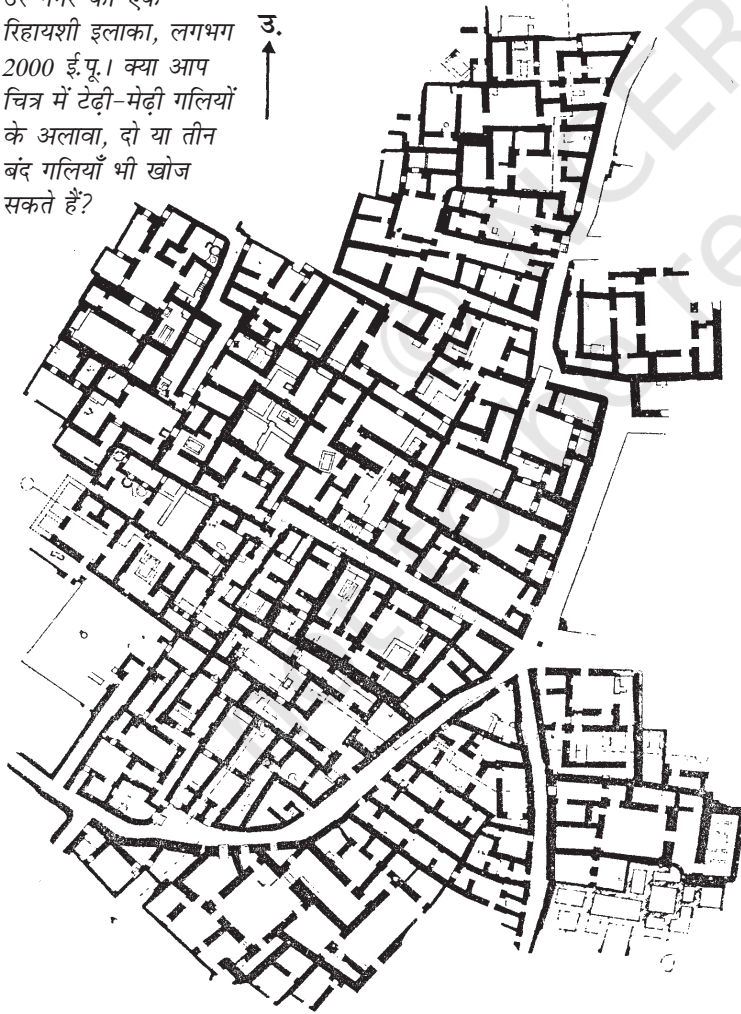 रिहायशी इलाका, लगभग
2000 ई.पू.। क्या आप
चित्र में टेढ़ी-मेढ़ी गलियों
के अलावा, दो या तीन
बंद गलियाँ भी खोज
सकते हैं?
उ.